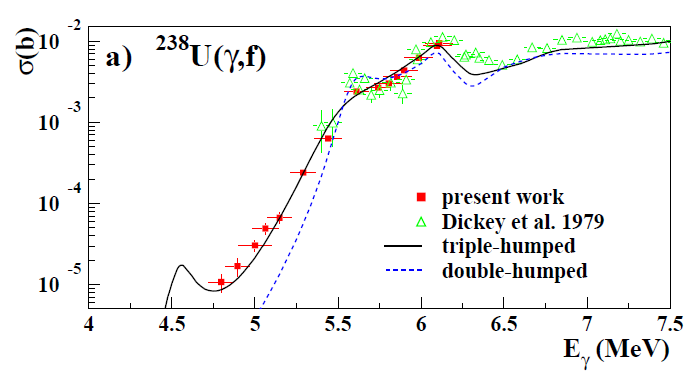 σ(b)
10⁻²
10⁻³
10⁻⁴
10⁻⁵
a) ²³⁸U(γ,f)
present work
Dickey et al. 1979
triple-humped
double-humped
4 4.5 5 5.5 6 6.5 7 7.5
Eγ (MeV)